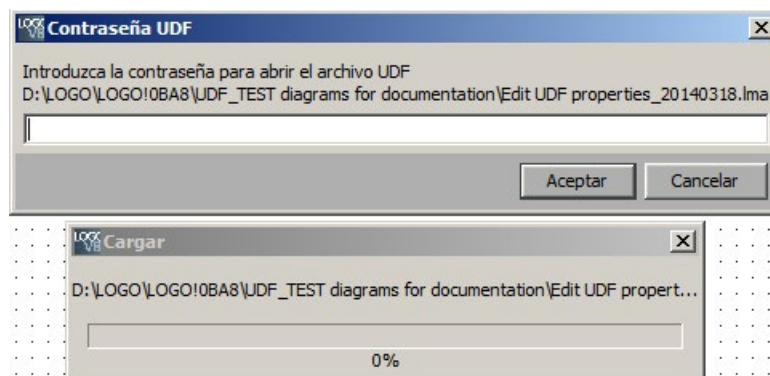 Contraseña UDF
Introduzca la contraseña para abrir el archivo UDF
D:\LOGO\LOGO!0BA8\UDF_TEST diagrams for documentation\Edit UDF properties_20140318.lma
Aceptar Cancelar
Cargar
D:\LOGO\LOGO!0BA8\UDF_TEST diagrams for documentation\Edit UDF propert...
0%